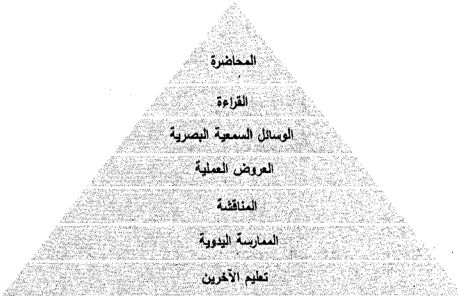 المحاضرة
القراءة
الوسائل السمعية البصرية
العروض العملية
المناقشة
الممارسة اليدوية
تعليم الآخرين